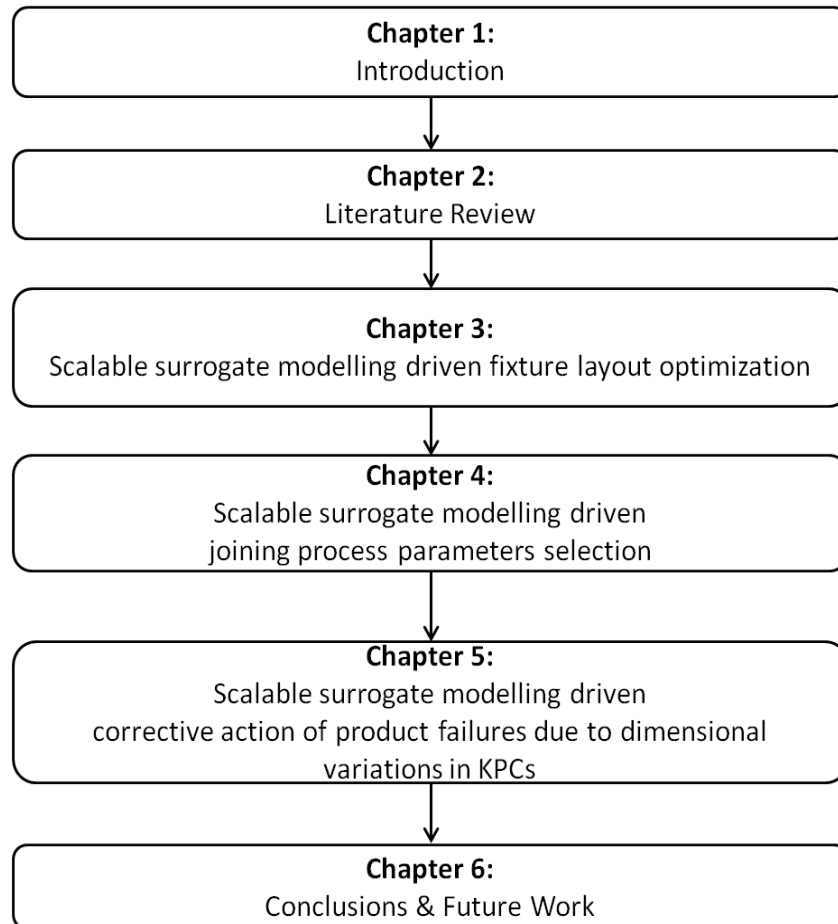 Chapter 1:
Introduction
Chapter 2:
Literature Review
Chapter 3:
Scalable surrogate modelling driven fixture layout optimization
Chapter 4:
Scalable surrogate modelling driven
joining process parameters selection
Chapter 5:
Scalable surrogate modelling driven
corrective action of product failures due to dimensional
variations in KPCs
Chapter 6:
Conclusions & Future Work